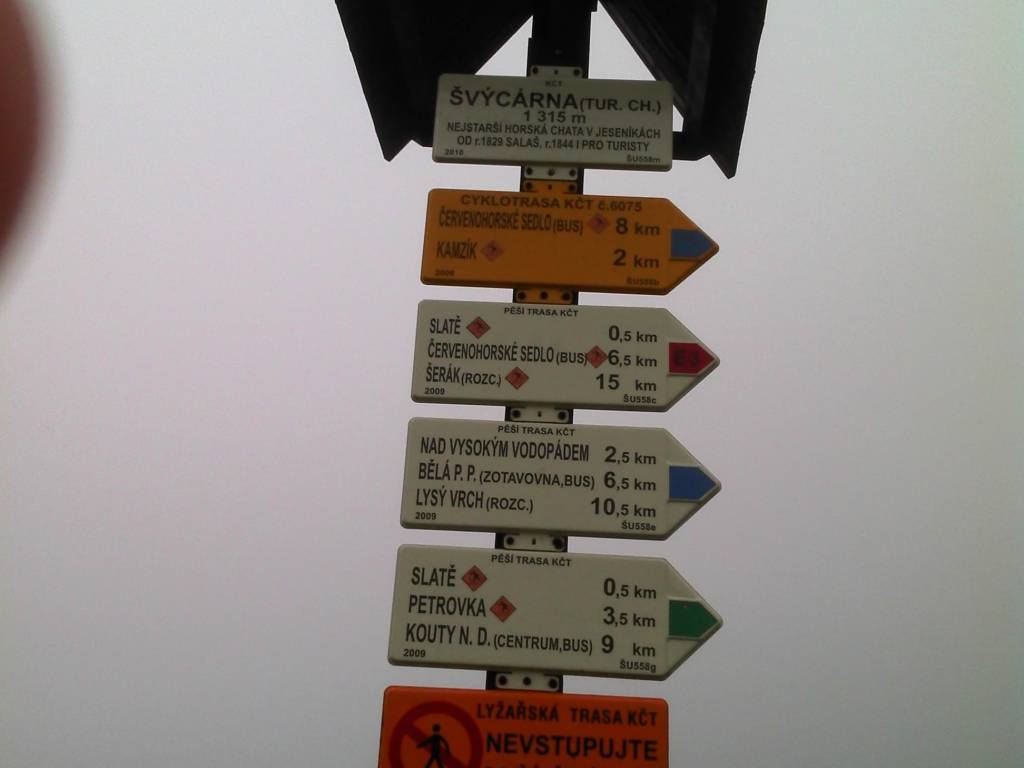 KČT
ŠVÝCÁRNA (TUR. CH.)
1 315 m
NEJSTARŠÍ HORSKÁ CHATA V JESENÍKÁCH
OD r.1829 SALAŠ, r.1844 I PRO TURISTY
2010 ŠU558m
CYKLOTRASA KČT č.6075
ČERVENOHORSKÉ SEDLO (BUS) 8 km
KAMZÍK 2 km
2009 ŠU558b
PĚŠÍ TRASA KČT
SLATĚ 0,5 km
ČERVENOHORSKÉ SEDLO (BUS) 6,5 km
E3
ŠERÁK (ROZC.) 15 km
2009 ŠU558c
PĚŠÍ TRASA KČT
NAD VYSOKÝM VODOPÁDEM 2,5 km
BĚLÁ P. P. (ZOTAVOVNA,BUS) 6,5 km
LYSÝ VRCH (ROZC.) 10,5 km
2009 ŠU558e
PĚŠÍ TRASA KČT
SLATĚ 0,5 km
PETROVKA 3,5 km
KOUTY N. D. (CENTRUM,BUS) 9 km
2009 ŠU558g
LYŽAŘSKÁ TRASA KČT
NEVSTUPUJTE